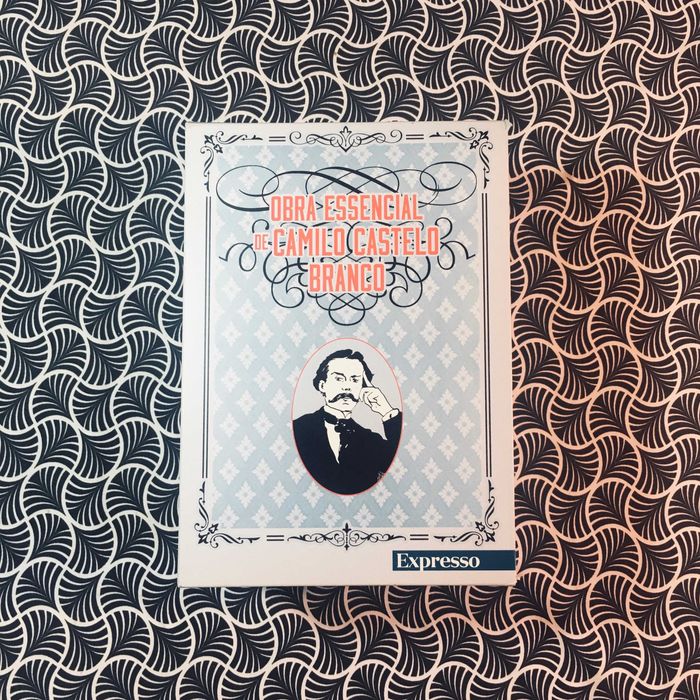 OBRA ESSENCIAL
DE CAMILO CASTELO
BRANCO
Expresso